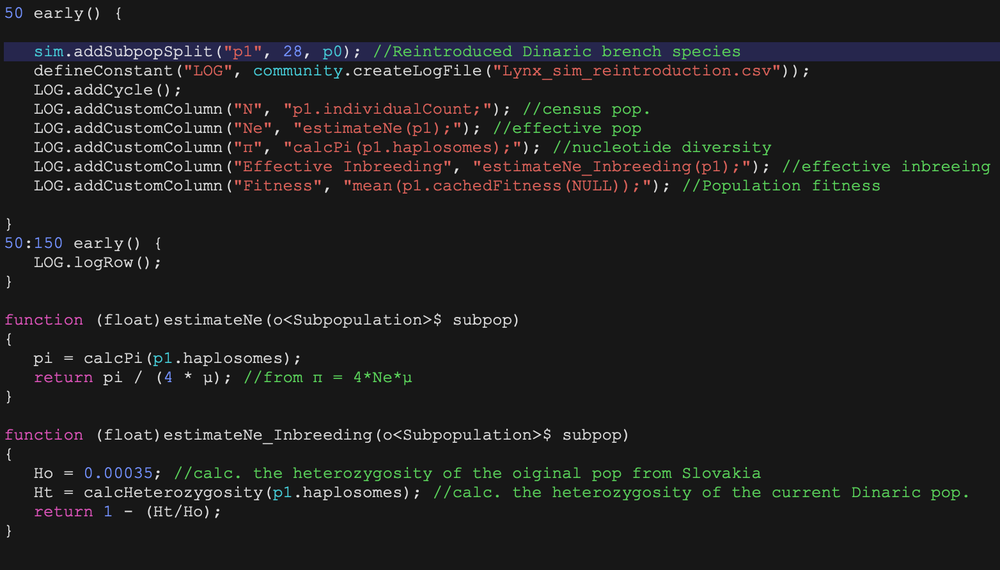 50 early() {
sim.addSubpopSplit("p1", 28, p0); //Reintroduced Dinaric brench species
defineConstant("LOG", community.createLogFile("Lynx_sim_reintroduction.csv"));
LOG.addCycle();
LOG.addCustomColumn("N", "p1.individualCount;"); //census pop.
LOG.addCustomColumn("Ne", "estimateNe(p1);"); //effective pop
LOG.addCustomColumn("π", "calcPi(p1.haplosomes);"); //nucleotide diversity
LOG.addCustomColumn("Effective Inbreeding", "estimateNe_Inbreeding(p1);"); //effective inbreeing
LOG.addCustomColumn("Fitness", "mean(p1.cachedFitness(NULL));"); //Population fitness
}
50:150 early() {
LOG.logRow();
}
function (float)estimateNe(o<Subpopulation>$ subpop)
{
pi = calcPi(p1.haplosomes);
return pi / (4 * μ); //from π = 4*Ne*μ
}
function (float)estimateNe_Inbreeding(o<Subpopulation>$ subpop)
{
Ho = 0.00035; //calc. the heterozygosity of the oiginal pop from Slovakia
Ht = calcHeterozygosity(p1.haplosomes); //calc. the heterozygosity of the current Dinaric pop.
return 1 - (Ht/Ho);
}